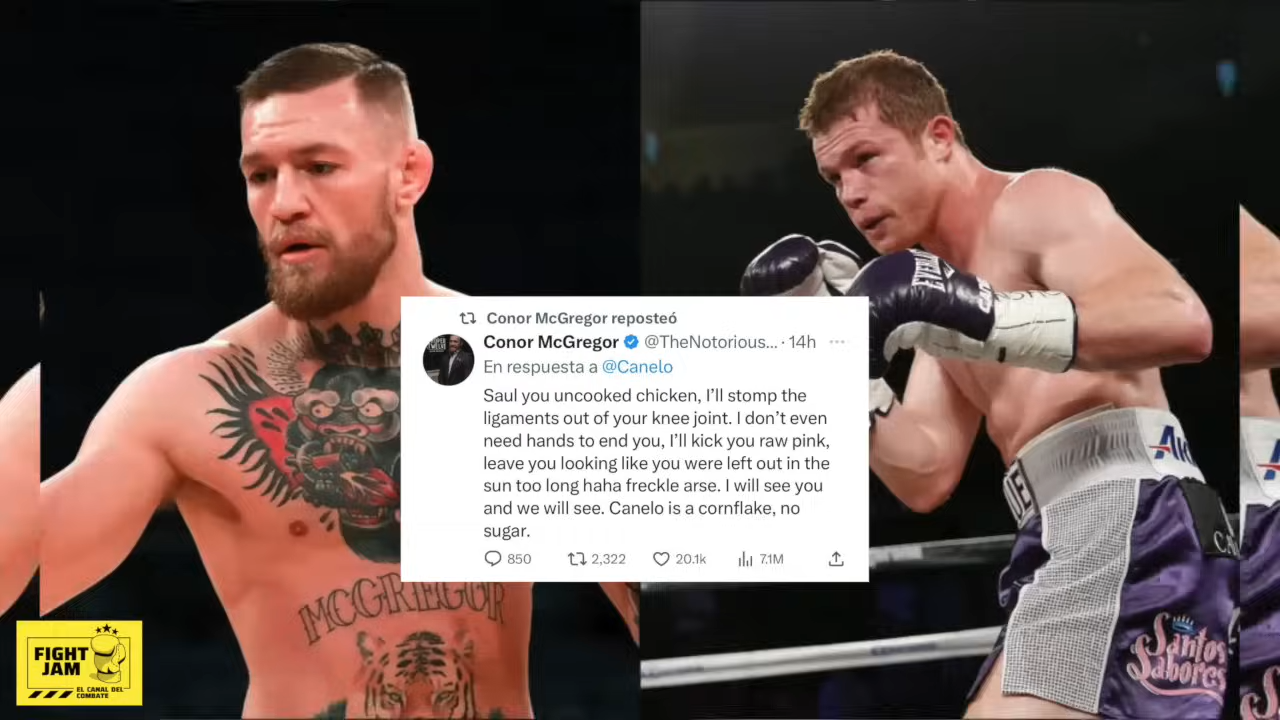 Conor McGregor reposteó
Conor McGregor @TheNotorious... · 14h
En respuesta a @Canelo
Saul you uncooked chicken, I’ll stomp the
ligaments out of your knee joint. I don’t even
need hands to end you, I’ll kick you raw pink,
leave you looking like you were left out in the
sun too long haha freckle arse. I will see you
and we will see. Canelo is a cornflake, no
sugar.
850 2,322 20.1k 7.1M
MCGREGOR
Santos
Sabores
FIGHT
JAM
EL CANAL DEL
COMBATE